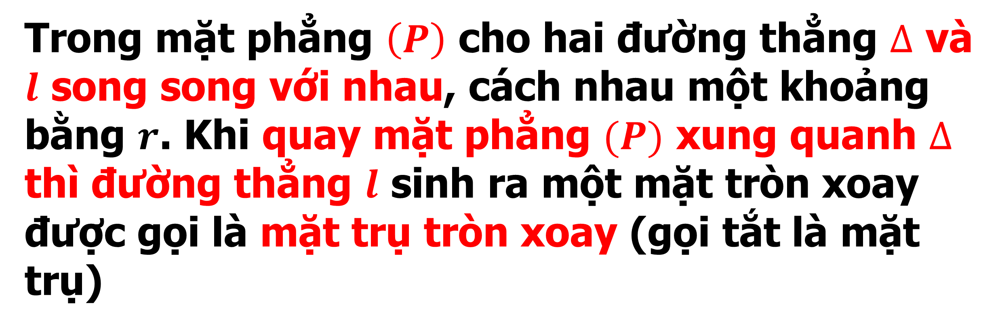 Trong mặt phẳng (P) cho hai đường thẳng Δ và
l song song với nhau, cách nhau một khoảng
bằng r. Khi quay mặt phẳng (P) xung quanh Δ
thì đường thẳng l sinh ra một mặt tròn xoay
được gọi là mặt trụ tròn xoay (gọi tắt là mặt
trụ)